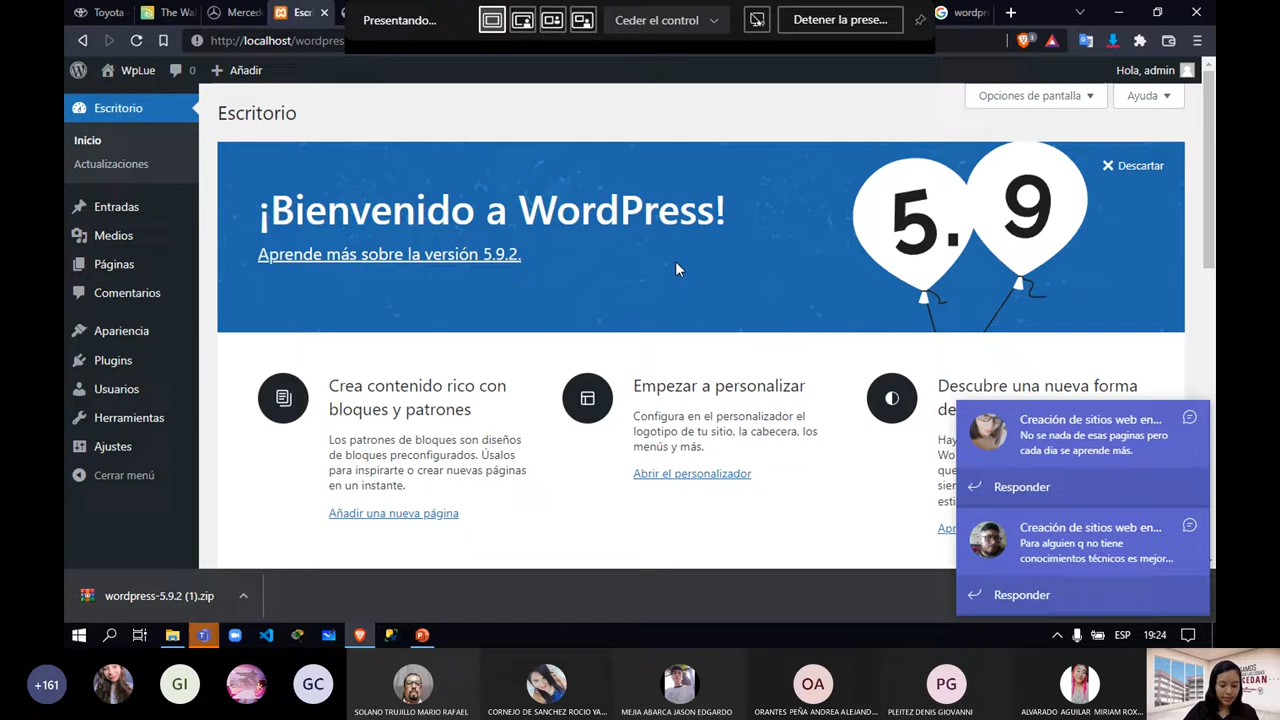 Toyota
The Wa
Merced
Escri
Presentando...
Ceder el control
Detener la prese...
wordpr
http://localhost/wordpres
WpLue
0
Añadir
Hola, admin
Escritorio
Inicio
Actualizaciones
Entradas
Medios
Páginas
Comentarios
Apariencia
Plugins
Usuarios
Herramientas
Ajustes
Cerrar menú
Escritorio
Opciones de pantalla
Ayuda
¡Bienvenido a WordPress!
Aprende más sobre la versión 5.9.2.
5.9
Descartar
Crea contenido rico con
bloques y patrones
Los patrones de bloques son diseños
de bloques preconfigurados. Úsalos
para inspirarte o crear nuevas páginas
en un instante.
Añadir una nueva página
Empezar a personalizar
Configura en el personalizador el
logotipo de tu sitio, la cabecera, los
menús y más.
Abrir el personalizador
Descubre una nueva forma
de
Hay
Wo
que
sien
esti
Apr
Creación de sitios web en...
No se nada de esas paginas pero
cada día se aprende más.
Responder
Creación de sitios web en...
Para alguien q no tiene
conocimientos técnicos es mejor...
Responder
wordpress-5.9.2 (1).zip
ESP
19:24
+161
GI
GC
SOLANO TRUJILLO MARIO RAFAEL
CORNEJO DE SANCHEZ ROCIO YA...
MEJIA ABARCA JASON EDGARDO
OA
ORANTES PEÑA ANDREA ALEJAND...
PG
PLEITEZ DENIS GIOVANNI
ALVARADO AGUILAR MIRIAM ROX...